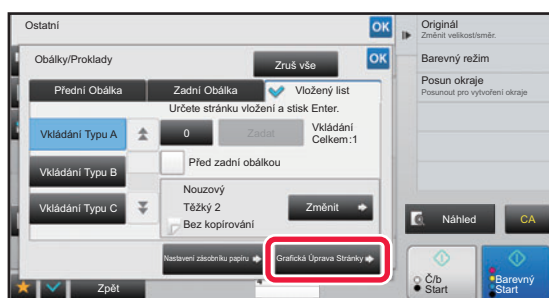 Ostatní
OK
Obálky/Proklady
Zruš vše
OK
Přední Obálka
Zadní Obálka
Vložený list
Určete stránku vložení a stisk Enter.
Vkládání Typu A
0
Zadat
Vkládání
Celkem:1
Vkládání Typu B
Před zadní obálkou
Vkládání Typu C
Nouzový
Těžký 2
Bez kopírování
Změnit
Nastavení zásobníku papíru
Grafická Úprava Stránky
Zpět
Originál
Změnit velikost/směr.
Barevný režim
Posun okraje
Posunout pro vytvoření okraje
Náhled
CA
Č/b
Start
Barevný
Start